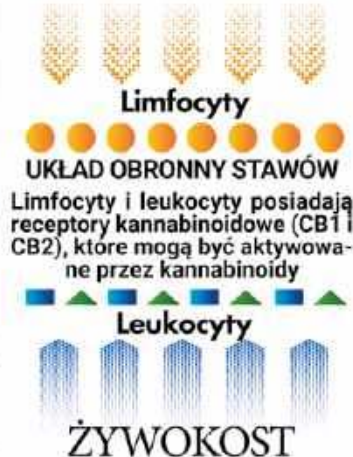 Limfocyty
UKŁAD OBRONNY STAWÓW
Limfocyty i leukocyty posiadają
receptory kannabinoidowe (CB1 i
CB2), które mogą być aktywowa-
ne przez kannabinoidy
Leukocyty
ŻYWOKOST